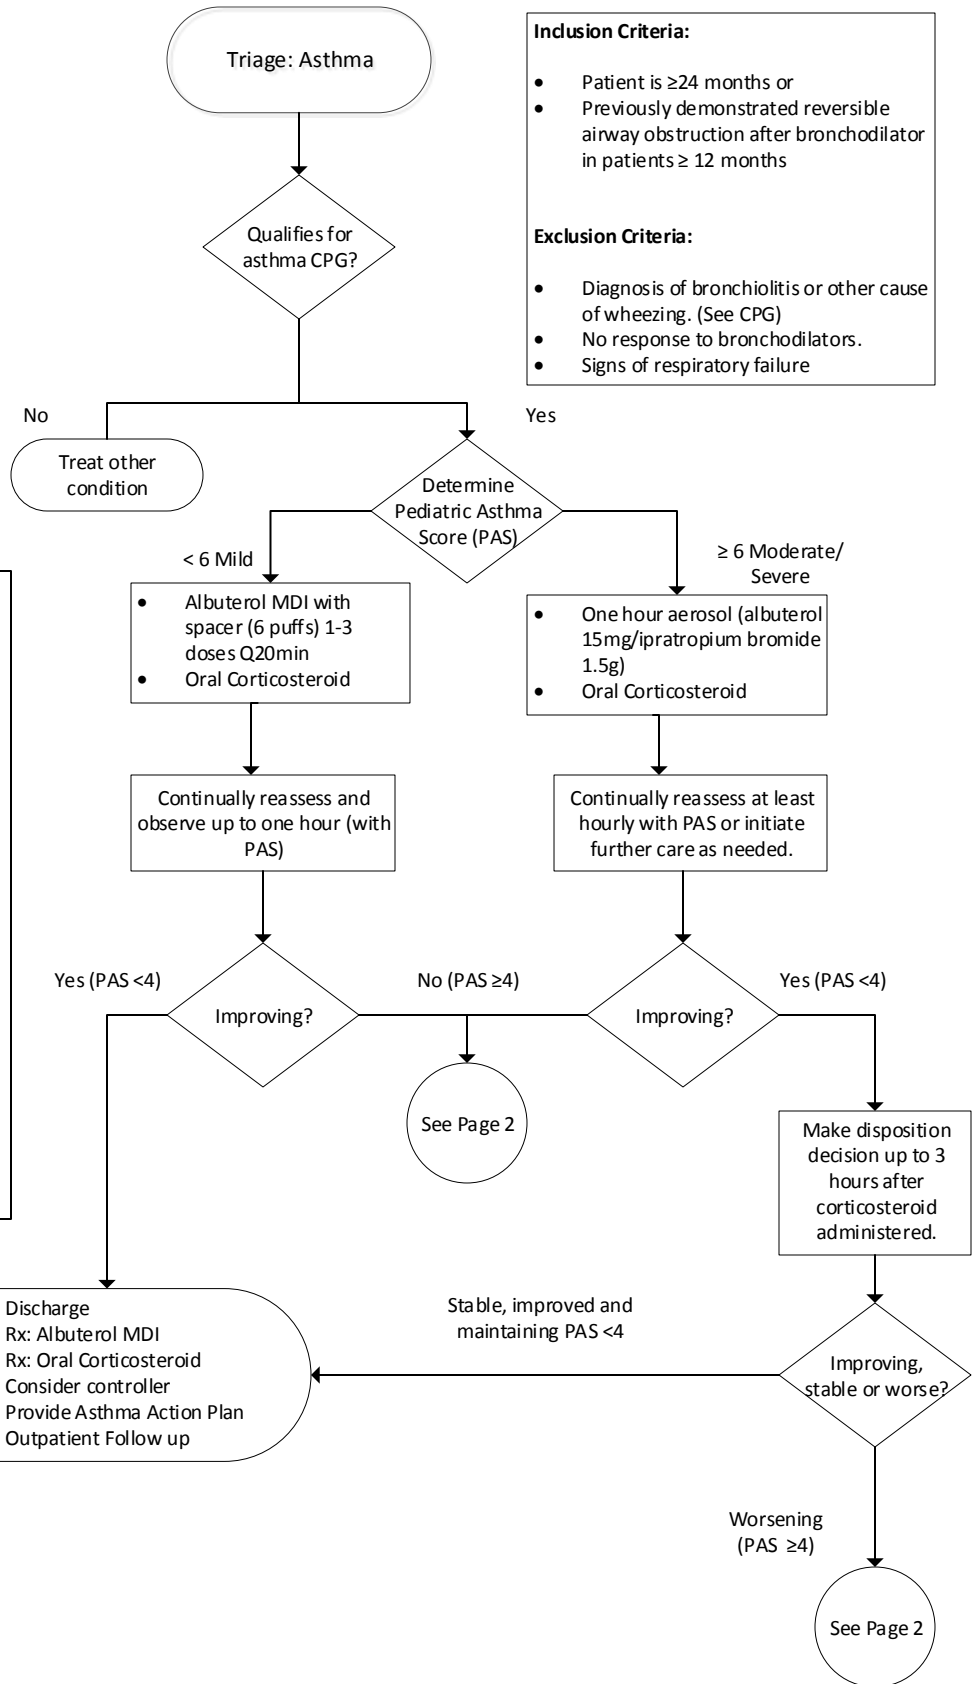 Triage: Asthma
Inclusion Criteria:
• Patient is ≥24 months or
• Previously demonstrated reversible
airway obstruction after bronchodilator
in patients ≥ 12 months
Exclusion Criteria:
• Diagnosis of bronchiolitis or other cause
of wheezing. (See CPG)
• No response to bronchodilators.
• Signs of respiratory failure
Qualifies for
asthma CPG?
No
Yes
Treat other
condition
Determine
Pediatric Asthma
Score (PAS)
< 6 Mild
≥ 6 Moderate/
Severe
• Albuterol MDI with
spacer (6 puffs) 1-3
doses Q20min
• Oral Corticosteroid
• One hour aerosol (albuterol
15mg/ipratropium bromide
1.5g)
• Oral Corticosteroid
Continually reassess and
observe up to one hour (with
PAS)
Continually reassess at least
hourly with PAS or initiate
further care as needed.
Yes (PAS <4)
Improving?
No (PAS ≥4)
Improving?
Yes (PAS <4)
See Page 2
Make disposition
decision up to 3
hours after
corticosteroid
administered.
Discharge
Rx: Albuterol MDI
Rx: Oral Corticosteroid
Consider controller
Provide Asthma Action Plan
Outpatient Follow up
Stable, improved and
maintaining PAS <4
Improving,
stable or worse?
Worsening
(PAS ≥4)
See Page 2